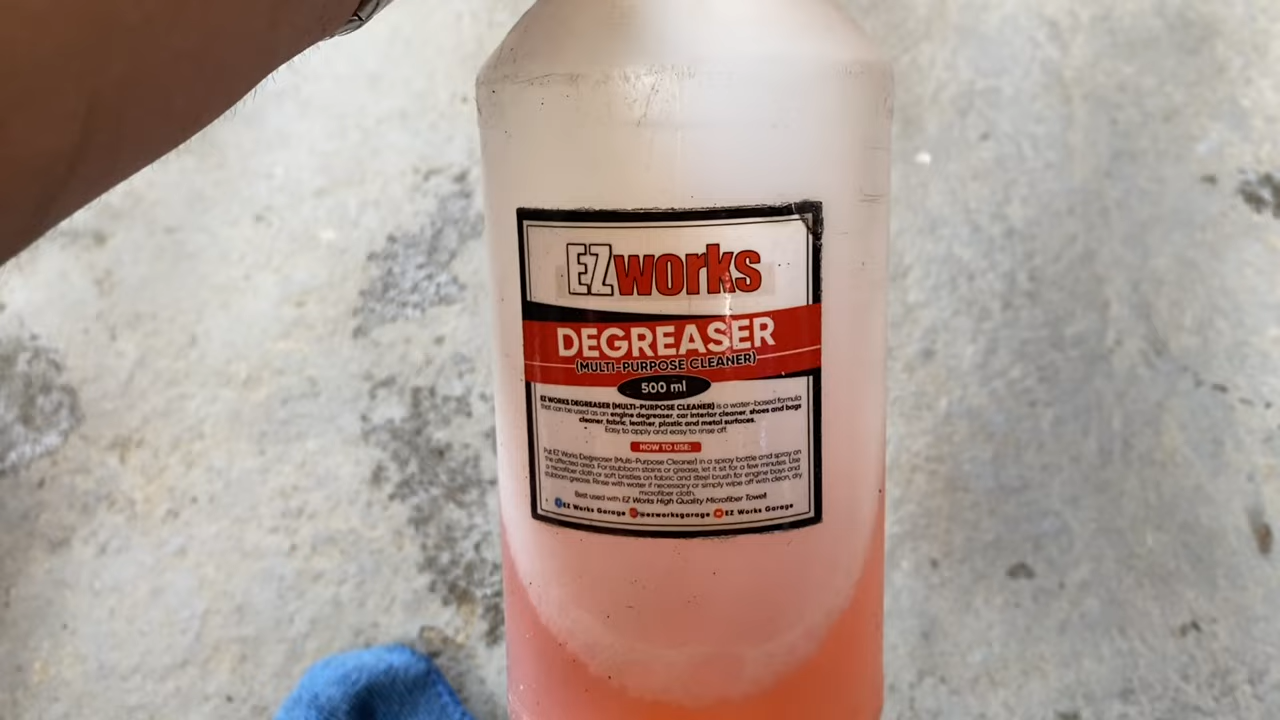 EZworks
DEGREASER
(MULTI-PURPOSE CLEANER)
500 ml
EZ WORKS DEGREASER (MULTI-PURPOSE CLEANER) is a water-based formula
that can be used as an engine degreaser, car interior cleaner, shoes and bags
cleaner, fabric, leather, plastic and metal surfaces.
Easy to apply and easy to rinse off.
HOW TO USE:
Put EZ Works Degreaser (Multi-Purpose Cleaner) in a spray bottle and spray on
the affected area. For stubborn stains or grease, let it sit for a few minutes. Use
a microfiber cloth or soft bristles on fabric and steel brush for engine bays and
stubborn grease. Rinse with water if necessary or simply wipe off with clean, dry
microfiber cloth.
Best used with EZ Works High Quality Microfiber Towel!
EZ Works Garage @ezworksgarage EZ Works Garage